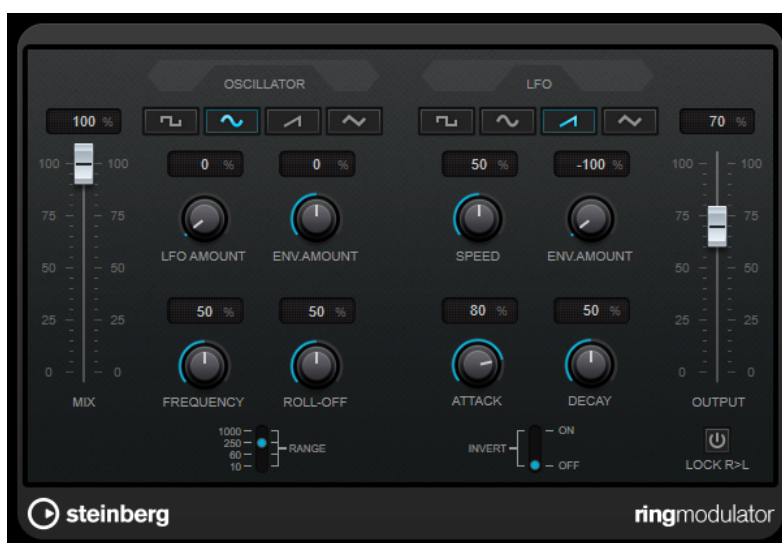 OSCILLATOR LFO
100 % 70 %
0 % 0 % 50 % -100 %
100 100 100 100
75 75 75 75
LFO AMOUNT ENV.AMOUNT SPEED ENV.AMOUNT
50 50 50 50
50 % 50 % 80 % 50 %
25 25 25 25
0 0 0 0
MIX FREQUENCY ROLL-OFF ATTACK DECAY OUTPUT
1000
250
60
10
RANGE
INVERT
ON
OFF
LOCK R>L
steinberg ringmodulator